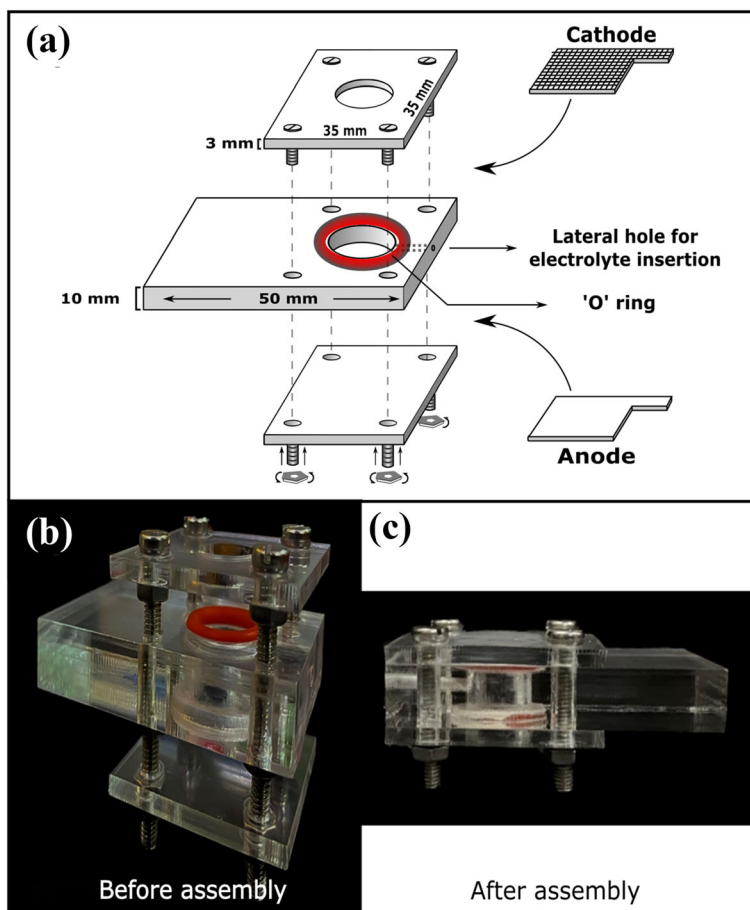 (a)
Cathode
35 mm
35 mm
3 mm
Lateral hole for
electrolyte insertion
10 mm
50 mm
'O' ring
Anode
(b)
(c)
Before assembly
After assembly